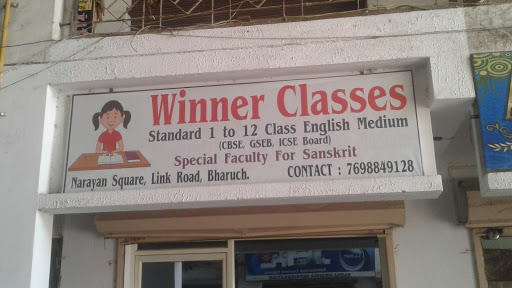 Winner Classes
Standard 1 to 12 Class English Medium
(CBSE, GSEB, ICSE Board)
Special Faculty For Sanskrit
Narayan Square, Link Road, Bharuch. CONTACT : 7698849128